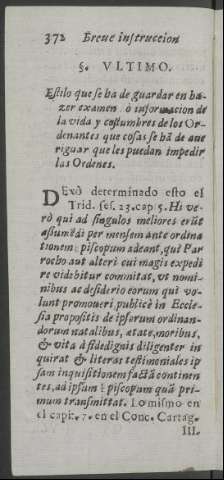 372 Breue instruccion
§. VLTIMO.
Estilo que se ha de guardar en ha-
zer examen ò informacion de
la vida y costumbres de los Or-
denantes que cosas se hã de aue
riguar que les puedan impedir
las Ordenes.
DExò determinado esto el
Trid. ses. 23. cap. 5. Hi ve-
rò qui ad singulos meliores erũt
assumẽdi per mensem ante ordina
tionem Episcopum adeant, qui Par
rocho aut alteri cui magis expedi
re videbitur committat, vt nomi-
nibus ac desiderio eorum qui vo-
lunt promoueri publicè in Eccle-
sia propositis de ipsorum ordinan-
dorum natalibus, ætate, moribus,
& vita à fidedignis diligenter in
quirat & literas testimoniales ip
sam inquisitionem factã continen
tes, ad ipsum Episcopum quã pri-
mum transmittat. Lo mismo en
el capit. 7. en el Conc. Cartag.
III.